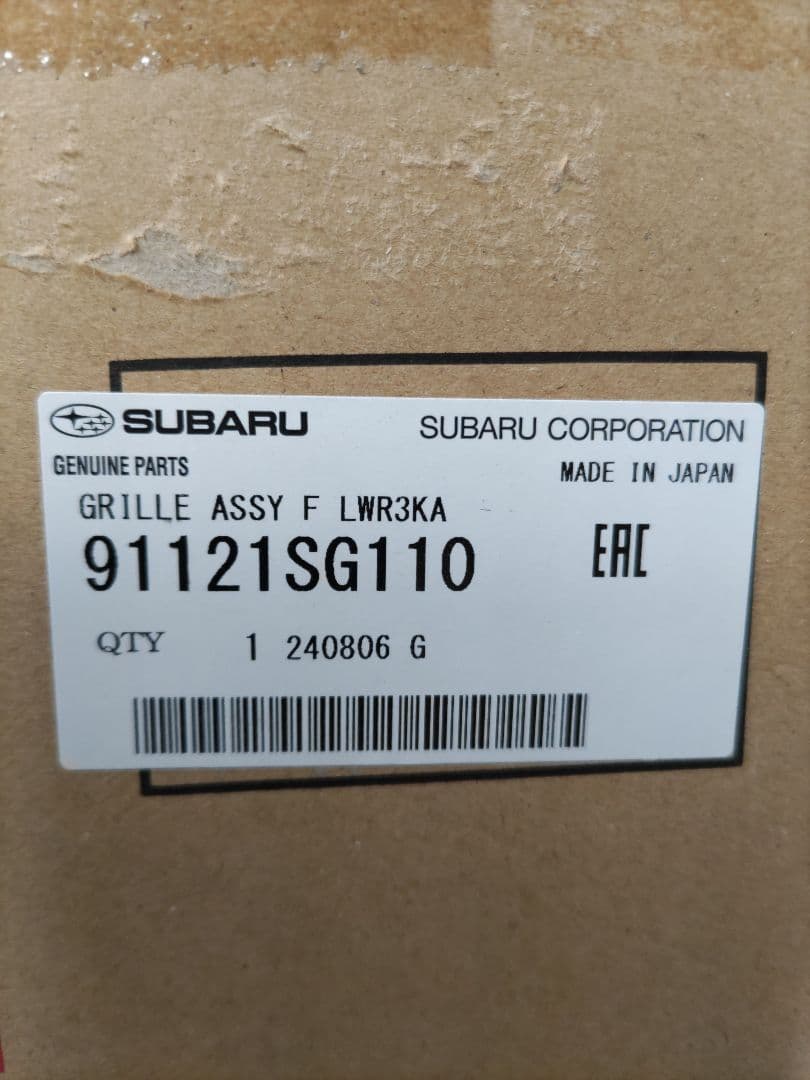 SUBARU SUBARU CORPORATION
GENUINE PARTS MADE IN JAPAN
GRILLE ASSY F LWR3KA
91121SG110 EAC
QTY 1 240806 G